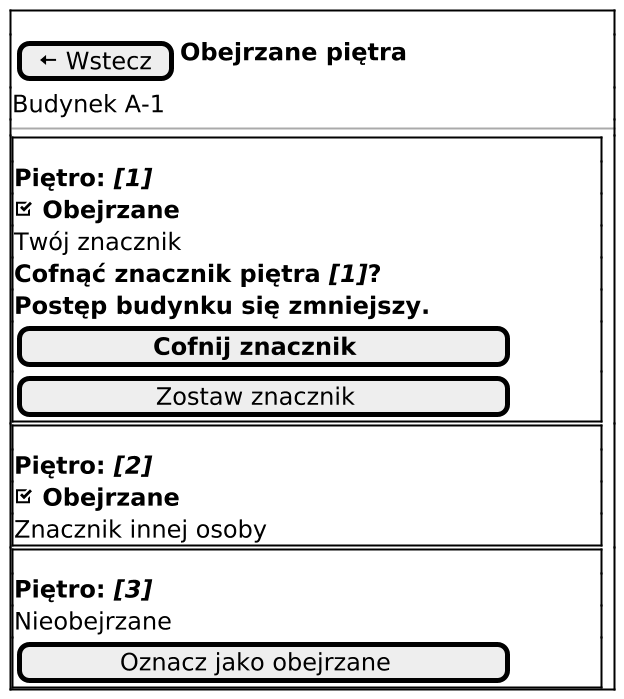 ← Wstecz Obejrzane piętra
Budynek A-1
Piętro: [1]
Obejrzane
Twój znacznik
Cofnąć znacznik piętra [1]?
Postęp budynku się zmniejszy.
Cofnij znacznik
Zostaw znacznik
Piętro: [2]
Obejrzane
Znacznik innej osoby
Piętro: [3]
Nieobejrzane
Oznacz jako obejrzane